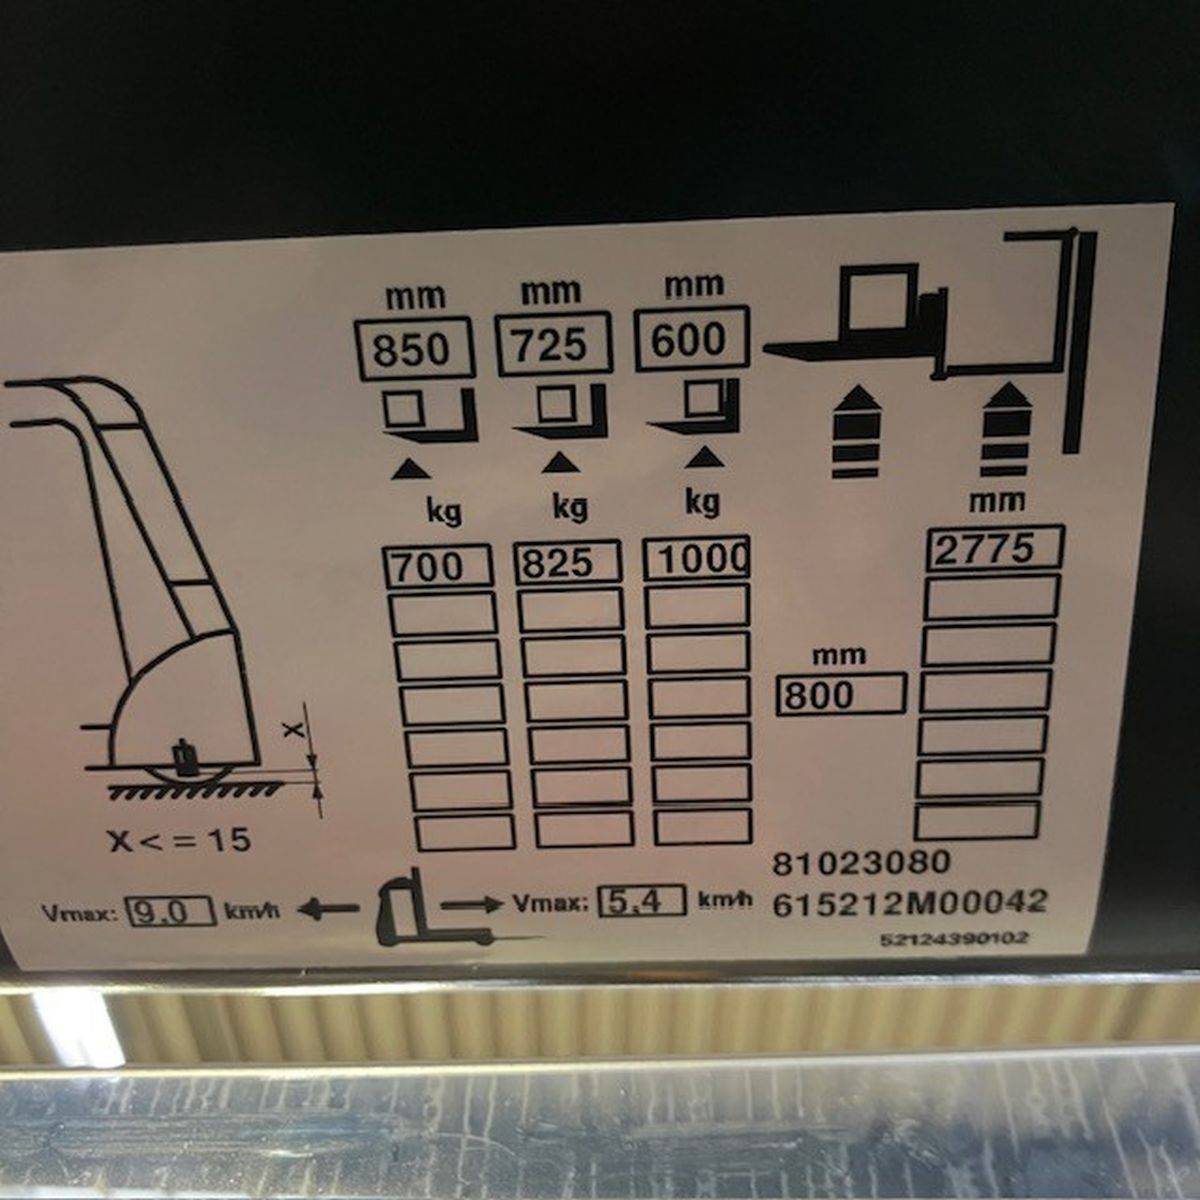 mm mm mm
850 725 600
kg kg kg mm
700 825 1000 2775
mm
800
X
X <= 15
81023080
Vmax: 9.0 km/h Vmax: 5.4 km/h 615212M00042
52124390102